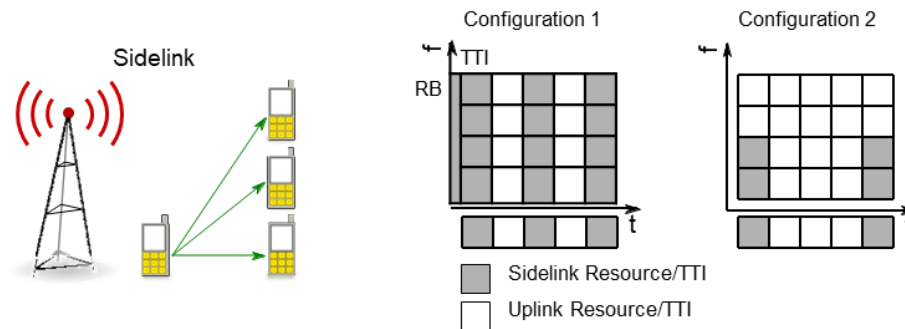 Sidelink
Configuration 1
f
TTI
RB
t
Configuration 2
f
Sidelink Resource/TTI
Uplink Resource/TTI